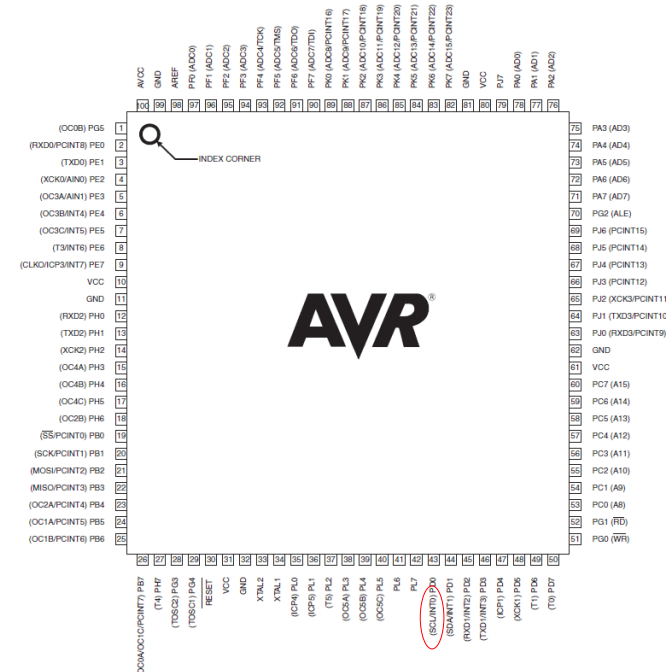 AVCC
GND
AREF
PF0 (ADC0)
PF1 (ADC1)
PF2 (ADC2)
PF3 (ADC3)
PF4 (ADC4/TCK)
PF5 (ADC5/TMS)
PF6 (ADC6/TDO)
PF7 (ADC7/TDI)
PK0 (ADC8/PCINT16)
PK1 (ADC9/PCINT17)
PK2 (ADC10/PCINT18)
PK3 (ADC11/PCINT19)
PK4 (ADC12/PCINT20)
PK5 (ADC13/PCINT21)
PK6 (ADC14/PCINT22)
PK7 (ADC15/PCINT23)
GND
VCC
PJ7
PA0 (AD0)
PA1 (AD1)
PA2 (AD2)
100 99 98 97 96 95 94 93 92 91 90 89 88 87 86 85 84 83 82 81 80 79 78 77 76
(OC0B) PG5 1
(RXD0/PCINT8) PE0 2
(TXD0) PE1 3
(XCK0/AIN0) PE2 4
(OC3A/AIN1) PE3 5
(OC3B/INT4) PE4 6
(OC3C/INT5) PE5 7
(T3/INT6) PE6 8
(CLKO/ICP3/INT7) PE7 9
VCC 10
GND 11
(RXD2) PH0 12
(TXD2) PH1 13
(XCK2) PH2 14
(OC4A) PH3 15
(OC4B) PH4 16
(OC4C) PH5 17
(OC2B) PH6 18
(SS/PCINT0) PB0 19
(SCK/PCINT1) PB1 20
(MOSI/PCINT2) PB2 21
(MISO/PCINT3) PB3 22
(OC2A/PCINT4) PB4 23
(OC1A/PCINT5) PB5 24
(OC1B/PCINT6) PB6 25
INDEX CORNER
AVR®
75 PA3 (AD3)
74 PA4 (AD4)
73 PA5 (AD5)
72 PA6 (AD6)
71 PA7 (AD7)
70 PG2 (ALE)
69 PJ6 (PCINT15)
68 PJ5 (PCINT14)
67 PJ4 (PCINT13)
66 PJ3 (PCINT12)
65 PJ2 (XCK3/PCINT11
64 PJ1 (TXD3/PCINT10
63 PJ0 (RXD3/PCINT9)
62 GND
61 VCC
60 PC7 (A15)
59 PC6 (A14)
58 PC5 (A13)
57 PC4 (A12)
56 PC3 (A11)
55 PC2 (A10)
54 PC1 (A9)
53 PC0 (A8)
52 PG1 (RD)
51 PG0 (WR)
26 27 28 29 30 31 32 33 34 35 36 37 38 39 40 41 42 43 44 45 46 47 48 49 50
OC0A/OC1C/PCINT7) PB7
(T4) PH7
(TOSC2) PG3
(TOSC1) PG4
RESET
VCC
GND
XTAL2
XTAL1
(ICP4) PL0
(ICP5) PL1
(T5) PL2
(OC5A) PL3
(OC5B) PL4
(OC5C) PL5
PL6
PL7
(SCL/INT0) PD0
(SDA/INT1) PD1
(RXD1/INT2) PD2
(TXD1/INT3) PD3
(ICP1) PD4
(XCK1) PD5
(T1) PD6
(T0) PD7